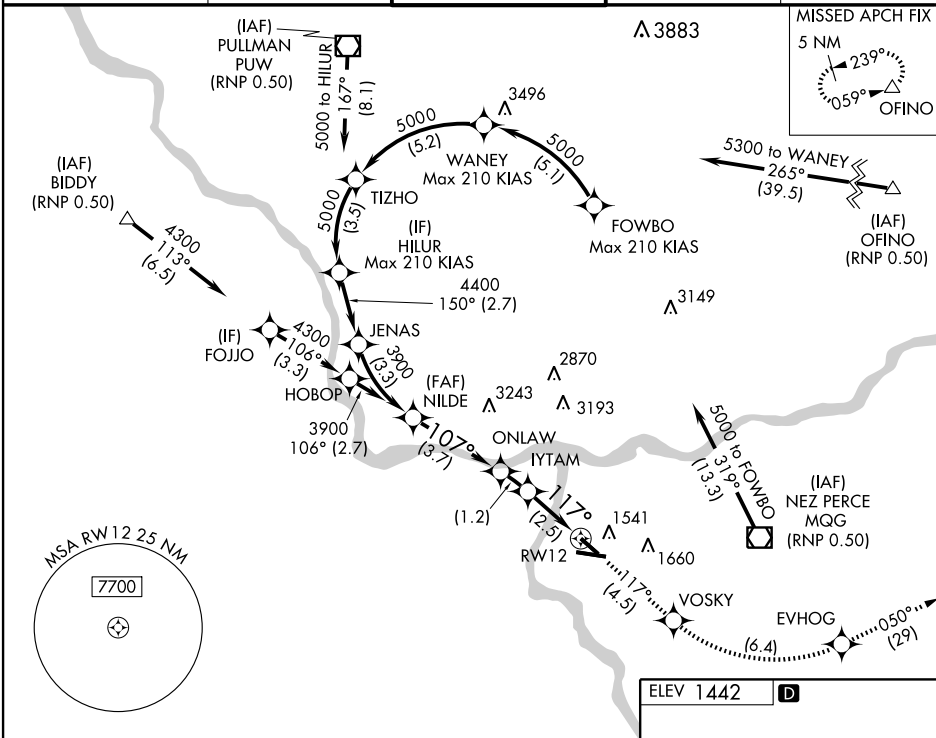 (IAF)
PULLMAN
PUW
(RNP 0.50)
5000 to HILUR
167°
(8.1)
3883
MISSED APCH FIX
5 NM
239°
059°
OFINO
3496
5000
(5.2)
WANEY
Max 210 KIAS
5000
(5.1)
5300 to WANEY
265°
(39.5)
(IAF)
OFINO
(RNP 0.50)
(IAF)
BIDDY
(RNP 0.50)
4300
113°
(6.5)
TIZHO
5000
(3.5)
FOWBO
Max 210 KIAS
(IF)
HILUR
Max 210 KIAS
4400
150° (2.7)
3149
(IF)
FOJJO
4300
106°
(3.3)
JENAS
3900
(3.3)
HOBOP
3900
106° (2.7)
(FAF)
NILDE
2870
3243
3193
107°
(3.7)
ONLAW
IYTAM
(1.2)
117°
(2.5)
5000 to FOWBO
319°
(13.3)
(IAF)
NEZ PERCE
MQG
(RNP 0.50)
1541
1660
RW12
117°
(4.5)
VOSKY
(6.4)
EVHOG
050°
(29)
MSA RW12 25 NM
7700
ELEV 1442 D